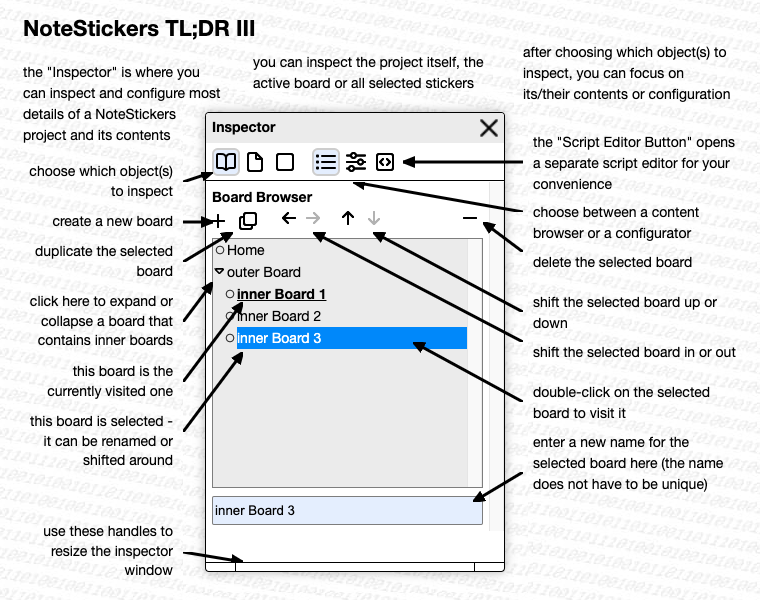 NoteStickers TL;DR III
the "Inspector" is where you
can inspect and configure most
details of a NoteStickers
project and its contents
you can inspect the project itself, the
active board or all selected stickers
after choosing which object(s) to
inspect, you can focus on
its/their contents or configuration
Inspector
the "Script Editor Button" opens
a separate script editor for your
convenience
choose which object(s)
to inspect
Board Browser
choose between a content
browser or a configurator
create a new board
delete the selected board
duplicate the selected
board
Home
outer Board
inner Board 1
inner Board 2
inner Board 3
click here to expand or
collapse a board that
contains inner boards
shift the selected board up or
down
shift the selected board in or out
this board is the
currently visited one
double-click on the selected
board to visit it
this board is selected -
it can be renamed or
shifted around
enter a new name for the
selected board here (the name
does not have to be unique)
inner Board 3
use these handles to
resize the inspector
window